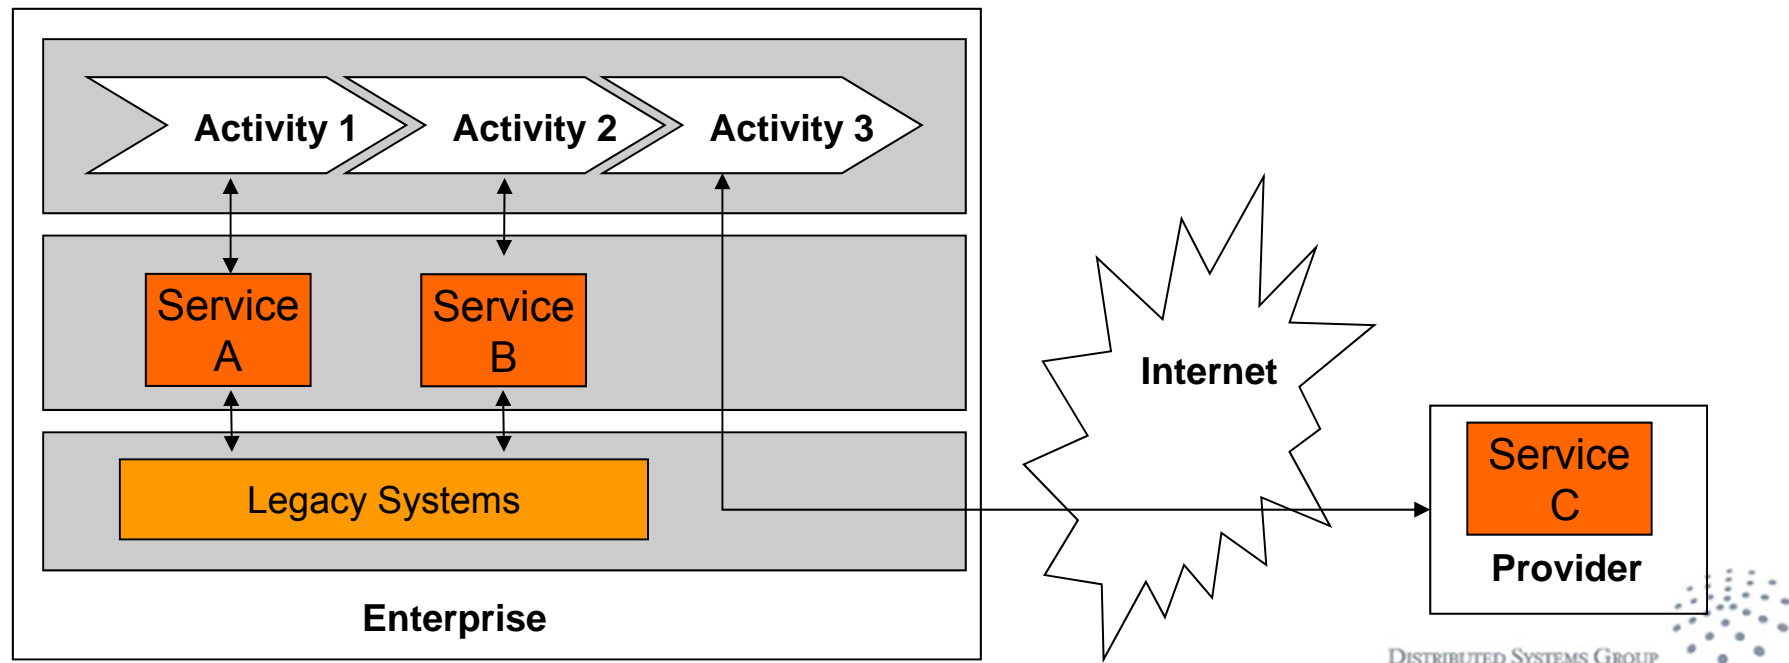 Activity 1
Activity 2
Activity 3
Service
A
Service
B
Internet
Service
C
Legacy Systems
Provider
Enterprise
DISTRIBUTED SYSTEMS GROUP